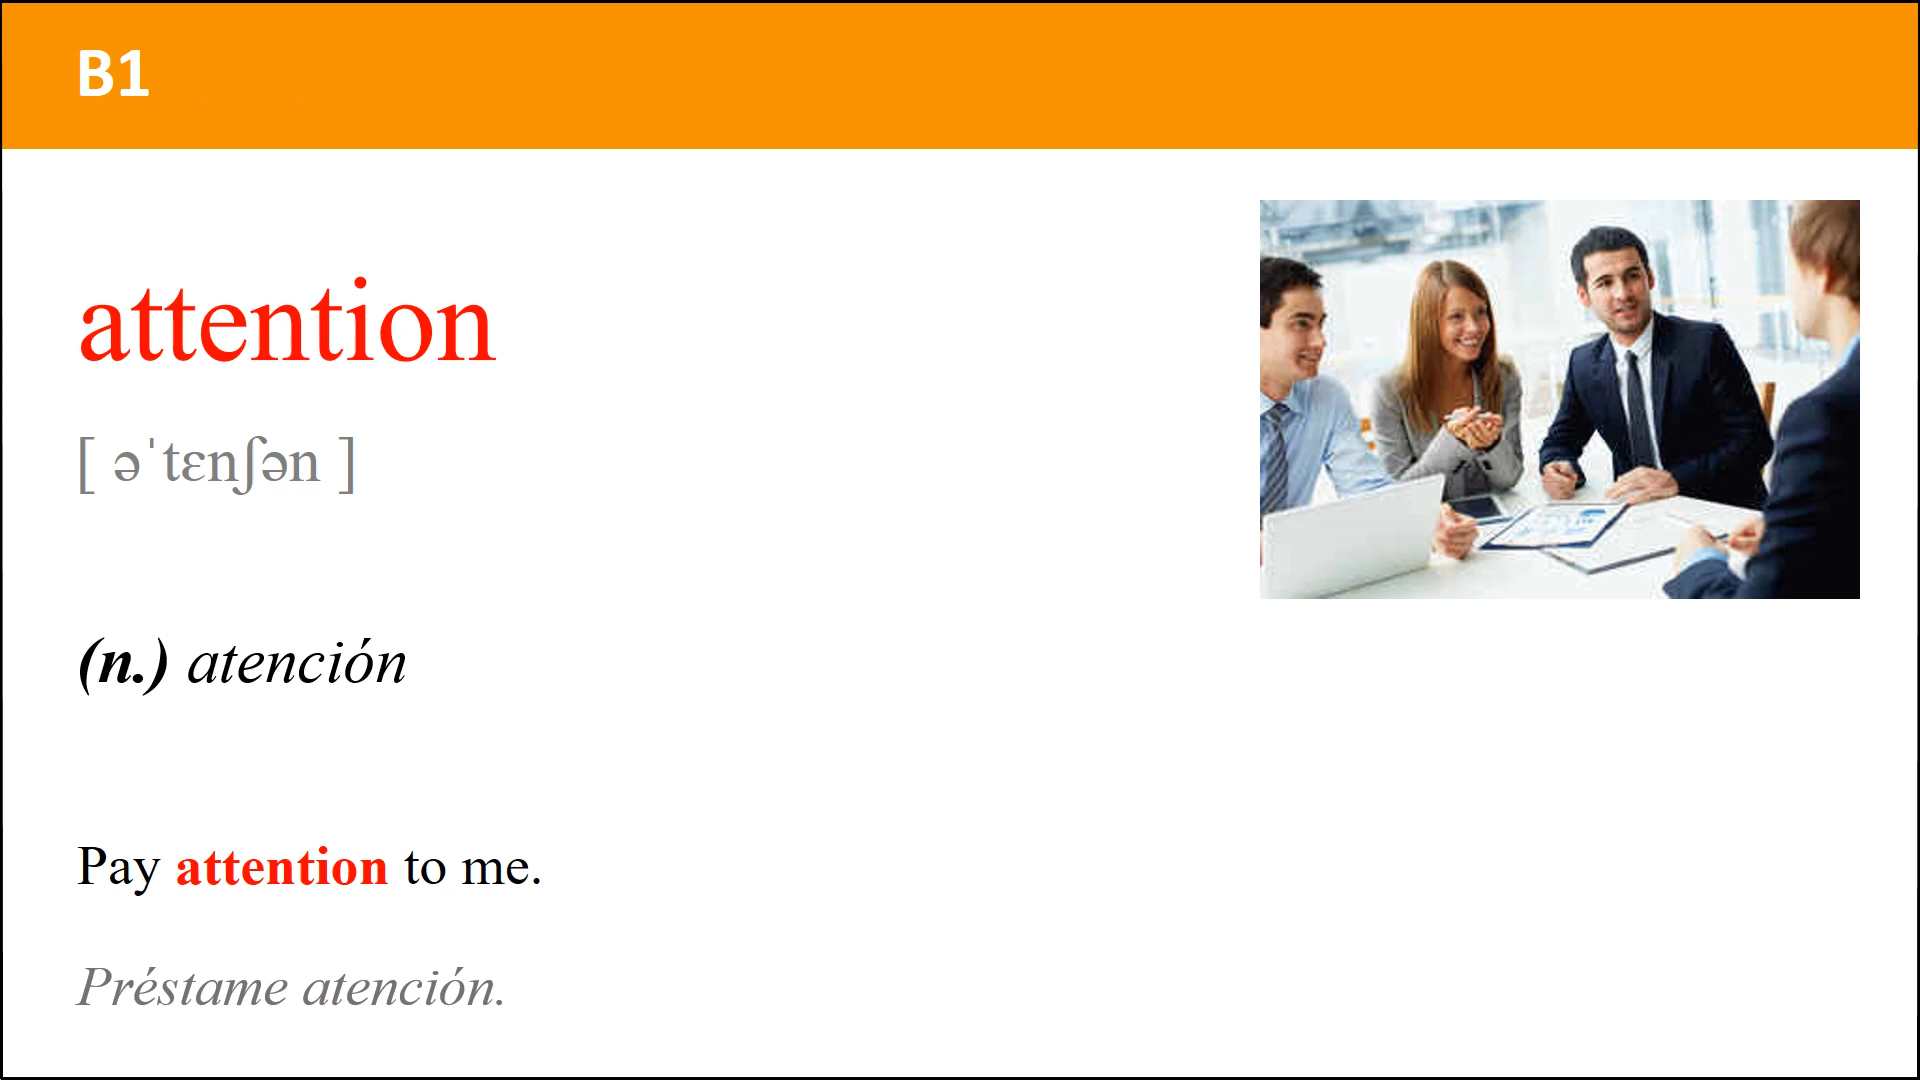 B1
attention
[ əˈtɛnʃən ]
(n.) atención
Pay attention to me.
Préstame atención.